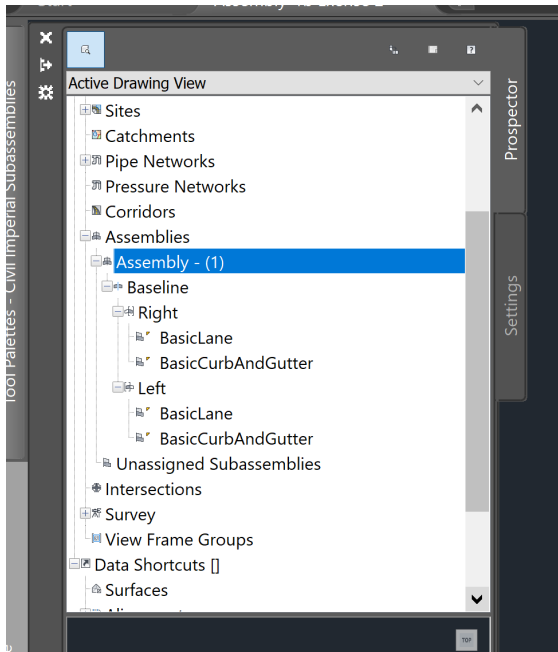 Active Drawing View
Sites
Catchments
Pipe Networks
Pressure Networks
Corridors
Assemblies
Assembly - (1)
Baseline
Right
BasicLane
BasicCurbAndGutter
Left
BasicLane
BasicCurbAndGutter
Unassigned Subassemblies
Intersections
Survey
View Frame Groups
Data Shortcuts []
Surfaces
Prospector
Settings
Tool Palettes - Civil Imperial Subassemblies
TOP